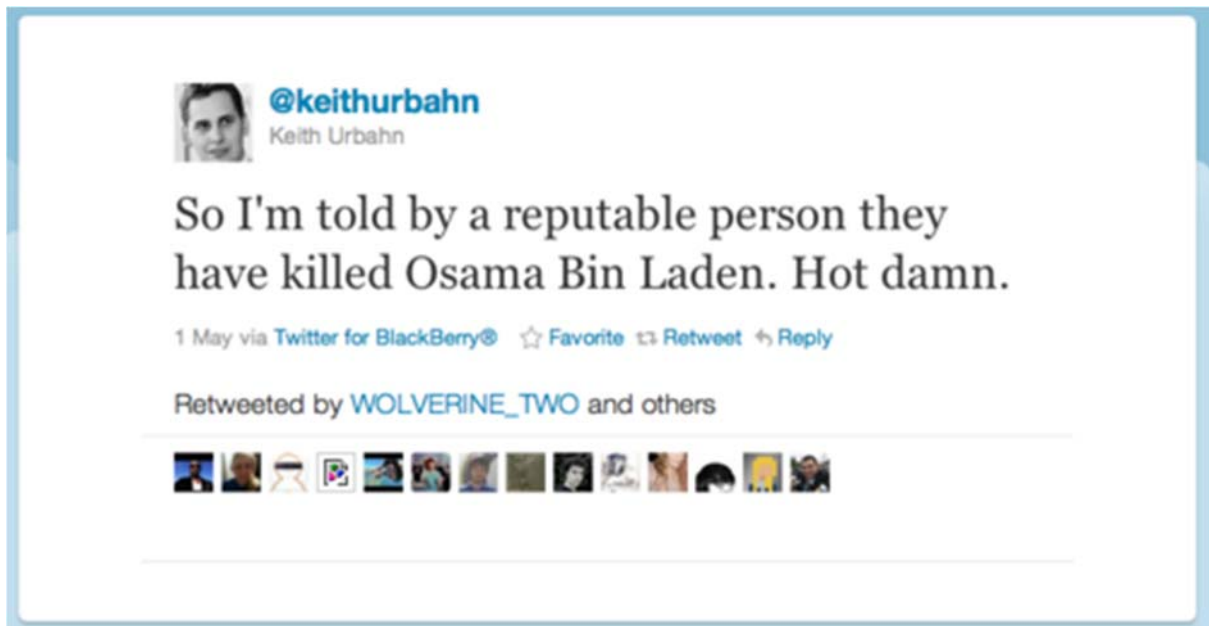 @keithurbahn
Keith Urbahn
So I'm told by a reputable person they
have killed Osama Bin Laden. Hot damn.
1 May via Twitter for BlackBerry® Favorite Retweet Reply
Retweeted by WOLVERINE_TWO and others